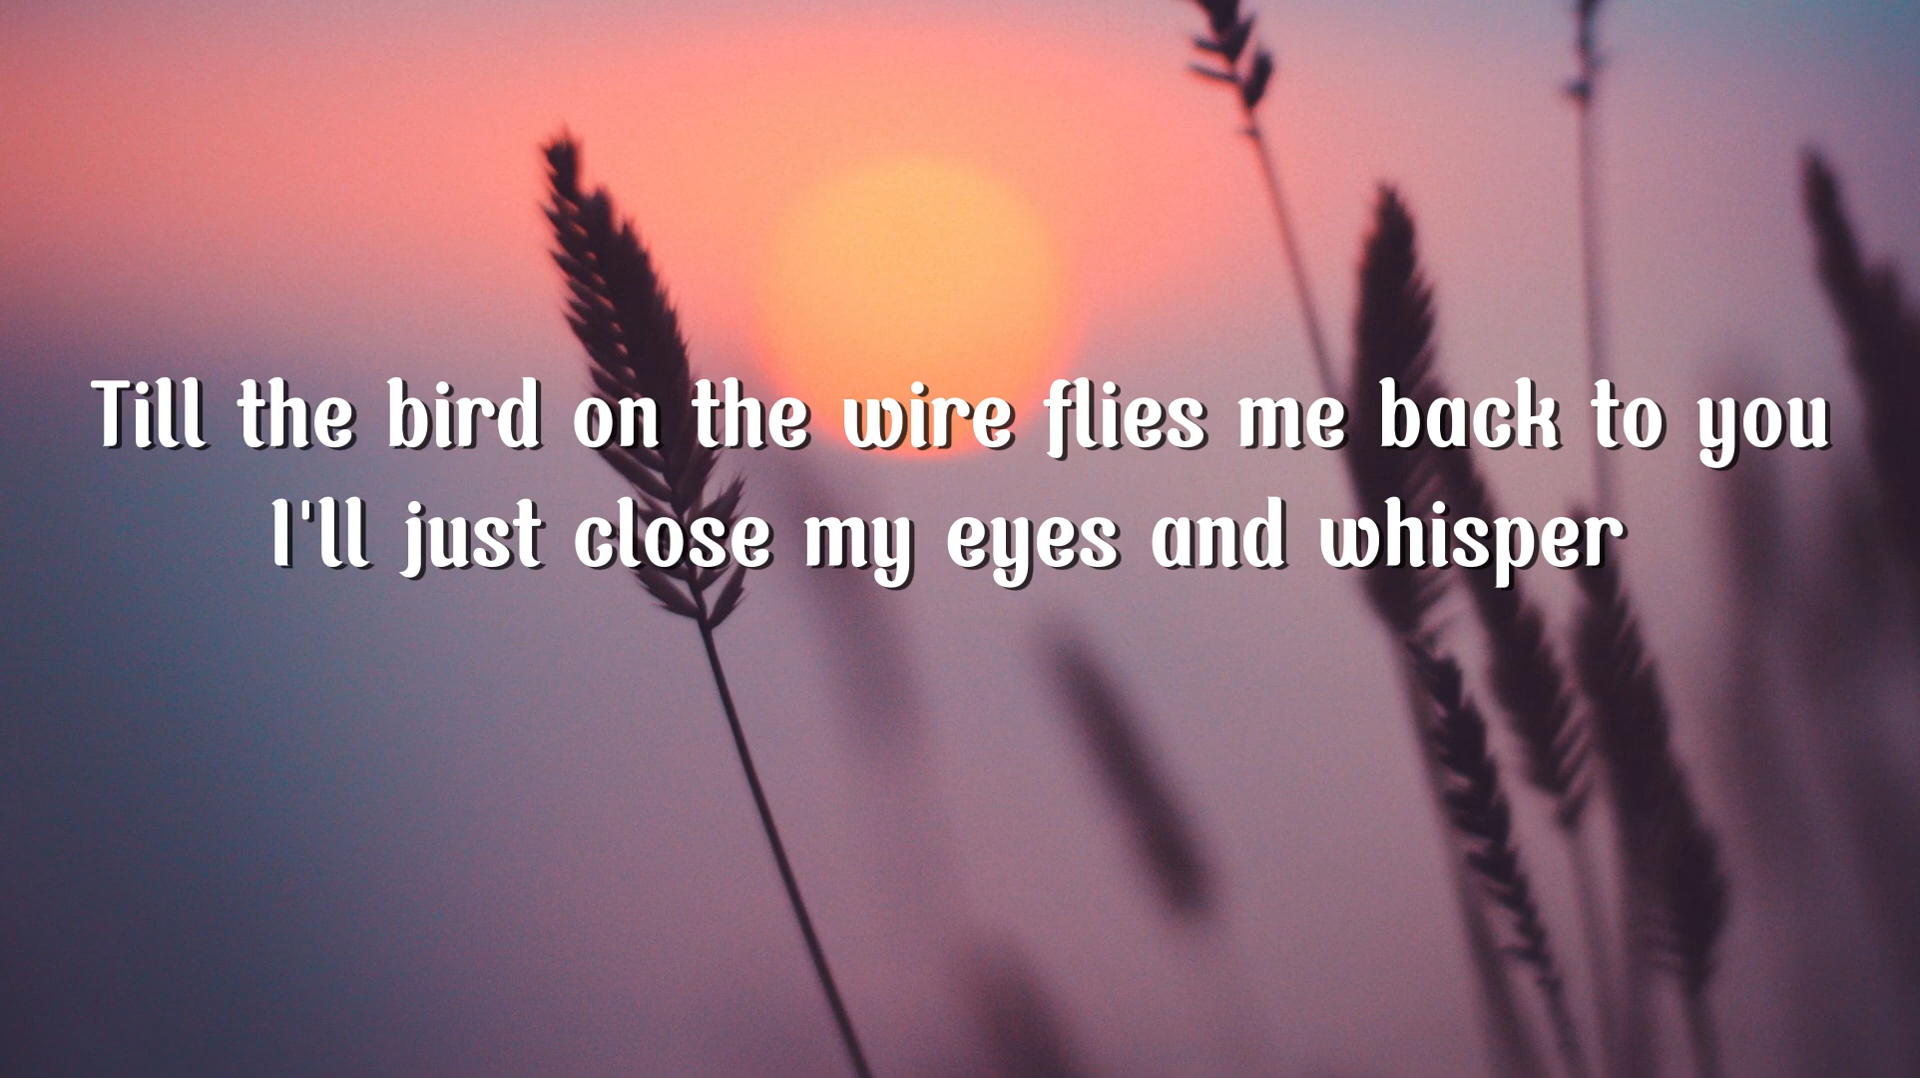 Till the bird on the wire flies me back to you
I'll just close my eyes and whisper